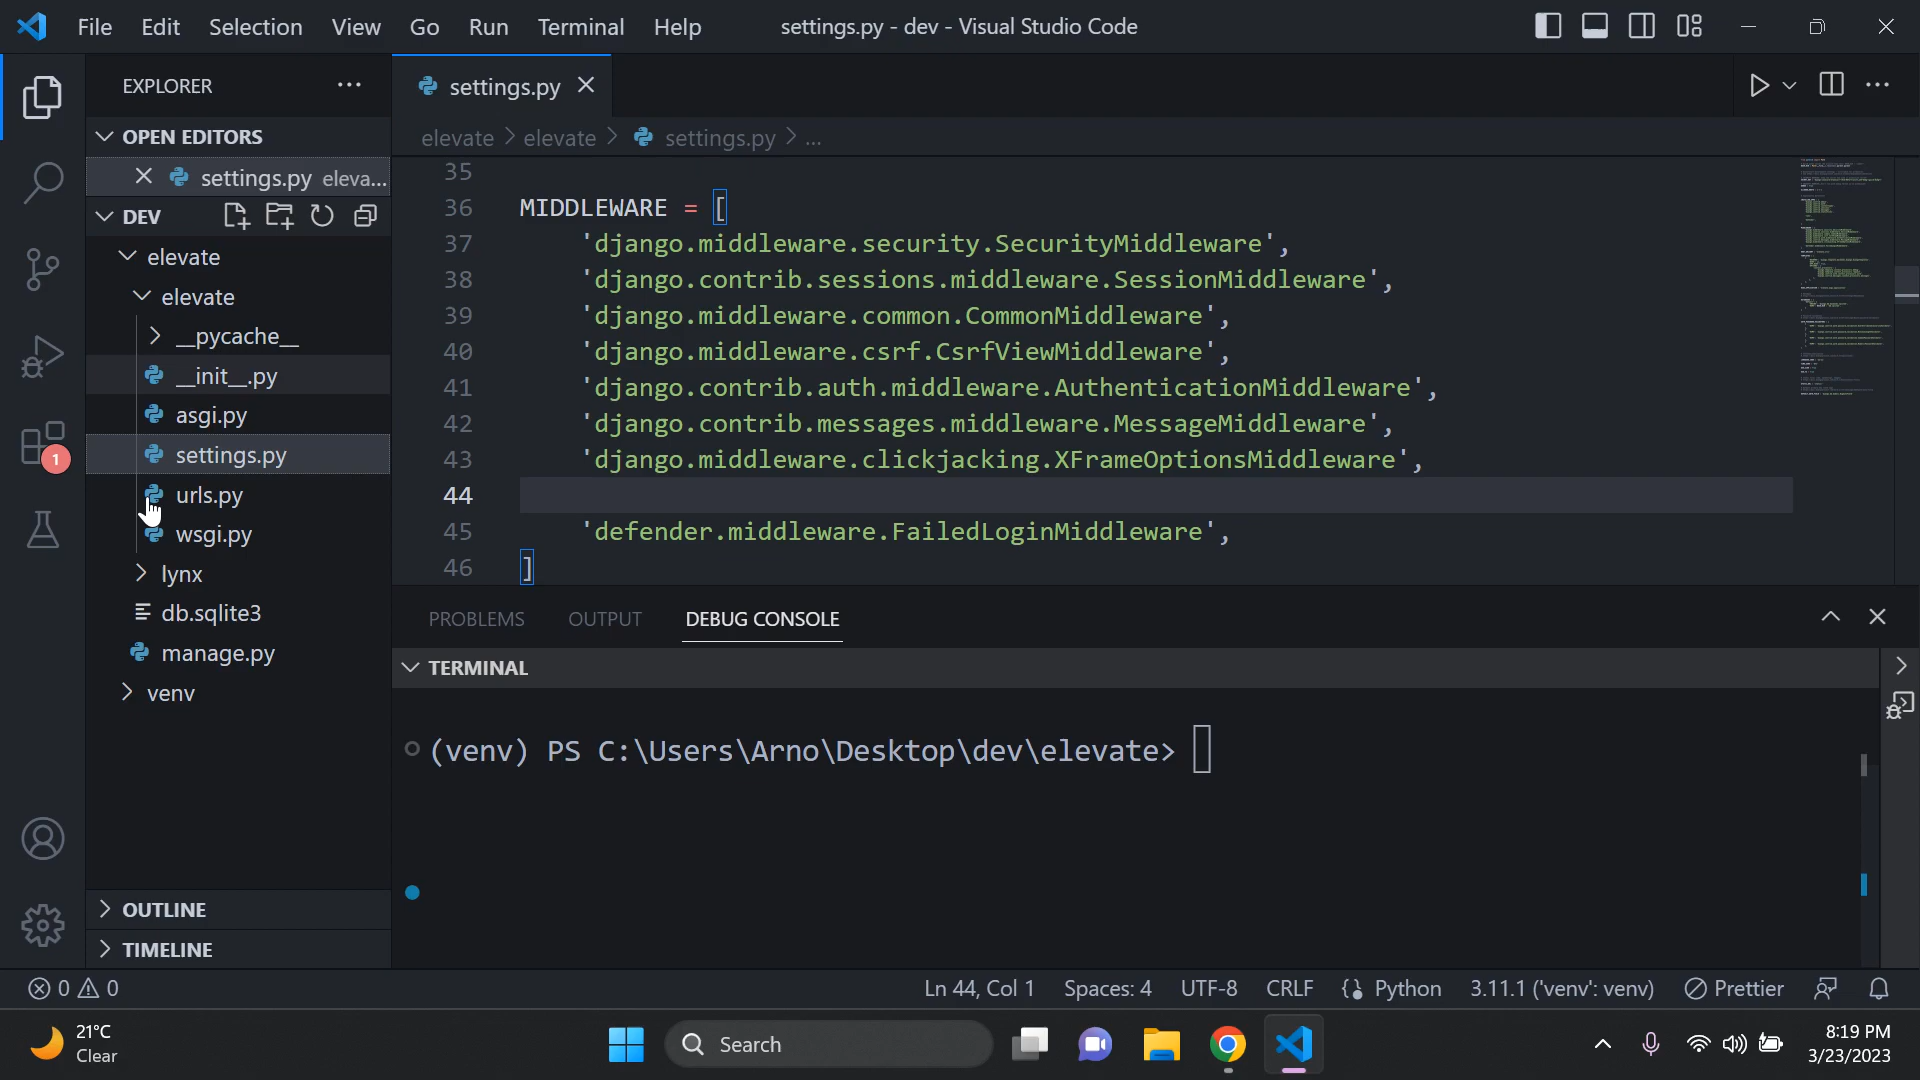 File Edit Selection View Go Run Terminal Help settings.py - dev - Visual Studio Code
EXPLORER
settings.py
OPEN EDITORS
settings.py eleva...
DEV
elevate
elevate
__pycache__
__init__.py
asgi.py
settings.py
urls.py
wsgi.py
lynx
db.sqlite3
manage.py
venv
OUTLINE
TIMELINE
elevate > elevate > settings.py > ...
35
36 MIDDLEWARE = [
37 'django.middleware.security.SecurityMiddleware',
38 'django.contrib.sessions.middleware.SessionMiddleware',
39 'django.middleware.common.CommonMiddleware',
40 'django.middleware.csrf.CsrfViewMiddleware',
41 'django.contrib.auth.middleware.AuthenticationMiddleware',
42 'django.contrib.messages.middleware.MessageMiddleware',
43 'django.middleware.clickjacking.XFrameOptionsMiddleware',
44
45 'defender.middleware.FailedLoginMiddleware',
46 ]
PROBLEMS OUTPUT DEBUG CONSOLE
TERMINAL
(venv) PS C:\Users\Arno\Desktop\dev\elevate>
1
0 0 Ln 44, Col 1 Spaces: 4 UTF-8 CRLF Python 3.11.1 ('venv': venv) Prettier
21°C
Clear
Search
8:19 PM
3/23/2023